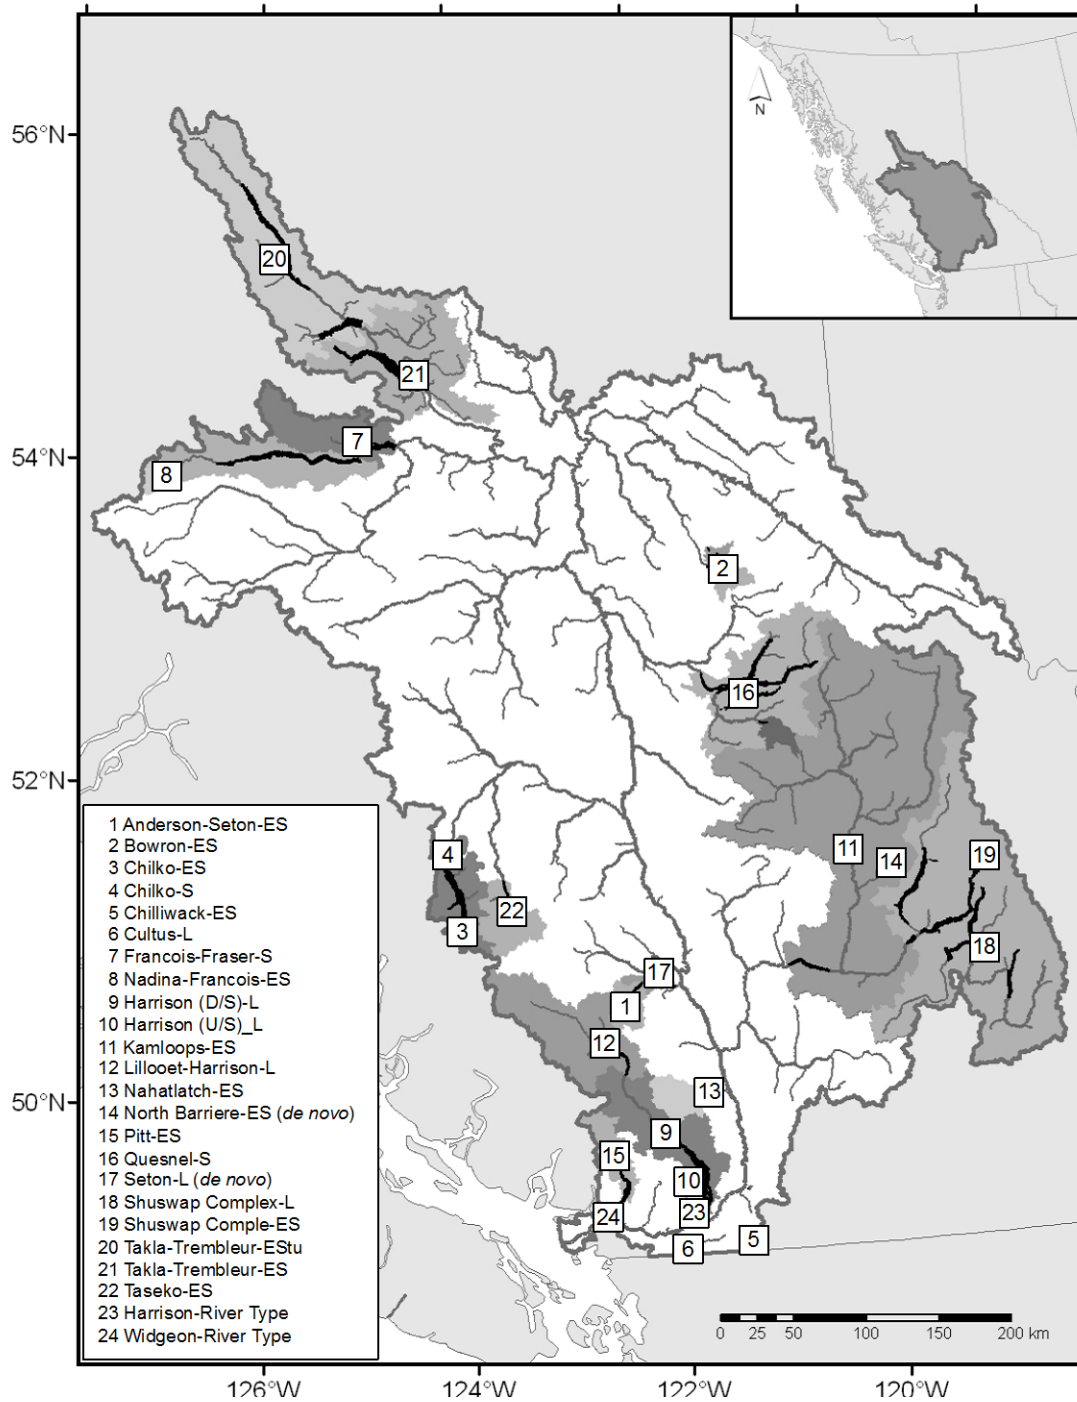 N
56°N
20
21
7
54°N
8
2
16
52°N
1 Anderson-Seton-ES
2 Bowron-ES
3 Chilko-ES
4 Chilko-S
5 Chilliwack-ES
6 Cultus-L
7 Francois-Fraser-S
8 Nadina-Francois-ES
9 Harrison (D/S)-L
10 Harrison (U/S)_L
11 Kamloops-ES
12 Lillooet-Harrison-L
13 Nahatlatch-ES
14 North Barriere-ES (de novo)
15 Pitt-ES
16 Quesnel-S
17 Seton-L (de novo)
18 Shuswap Complex-L
19 Shuswap Comple-ES
20 Takla-Trembleur-EStu
21 Takla-Trembleur-ES
22 Taseko-ES
23 Harrison-River Type
24 Widgeon-River Type
4
11
14
19
22
3
18
17
1
12
50°N
13
9
15
10
23
24
5
6
0 25 50 100 150 200 km
126°W 124°W 122°W 120°W